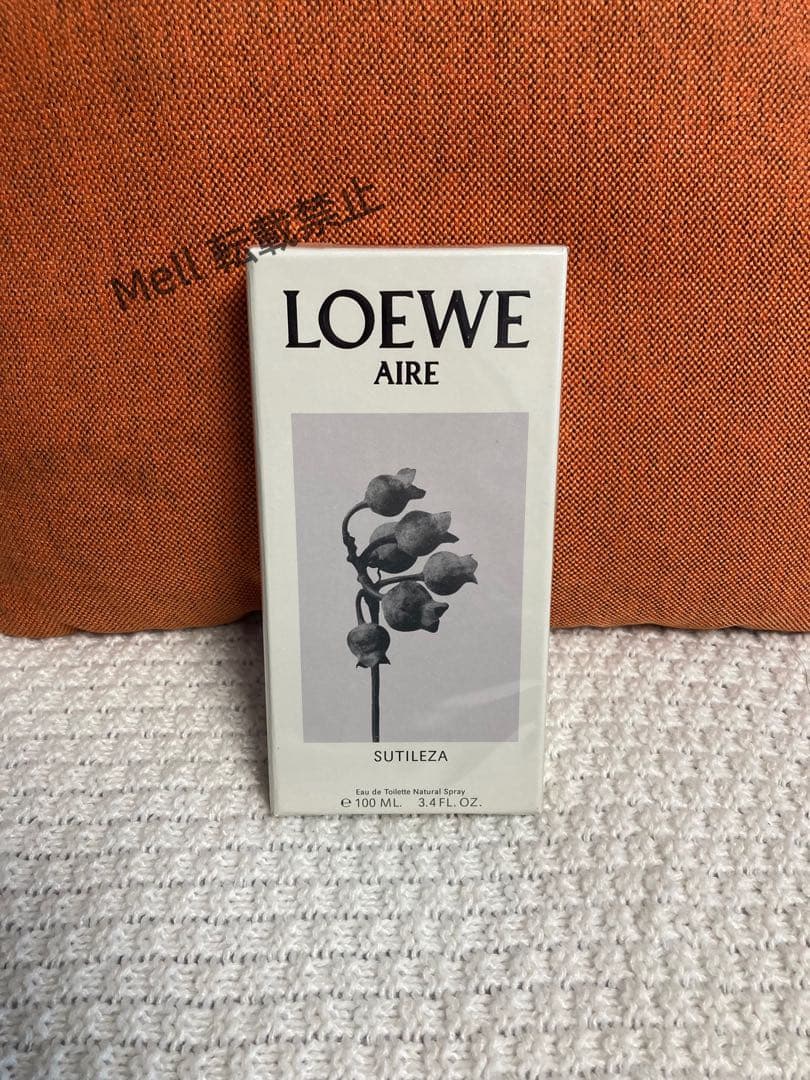 Mell 転載禁止
LOEWE
AIRE
SUTILEZA
Eau de Toilette Natural Spray
℮ 100 ML. 3.4 FL. OZ.